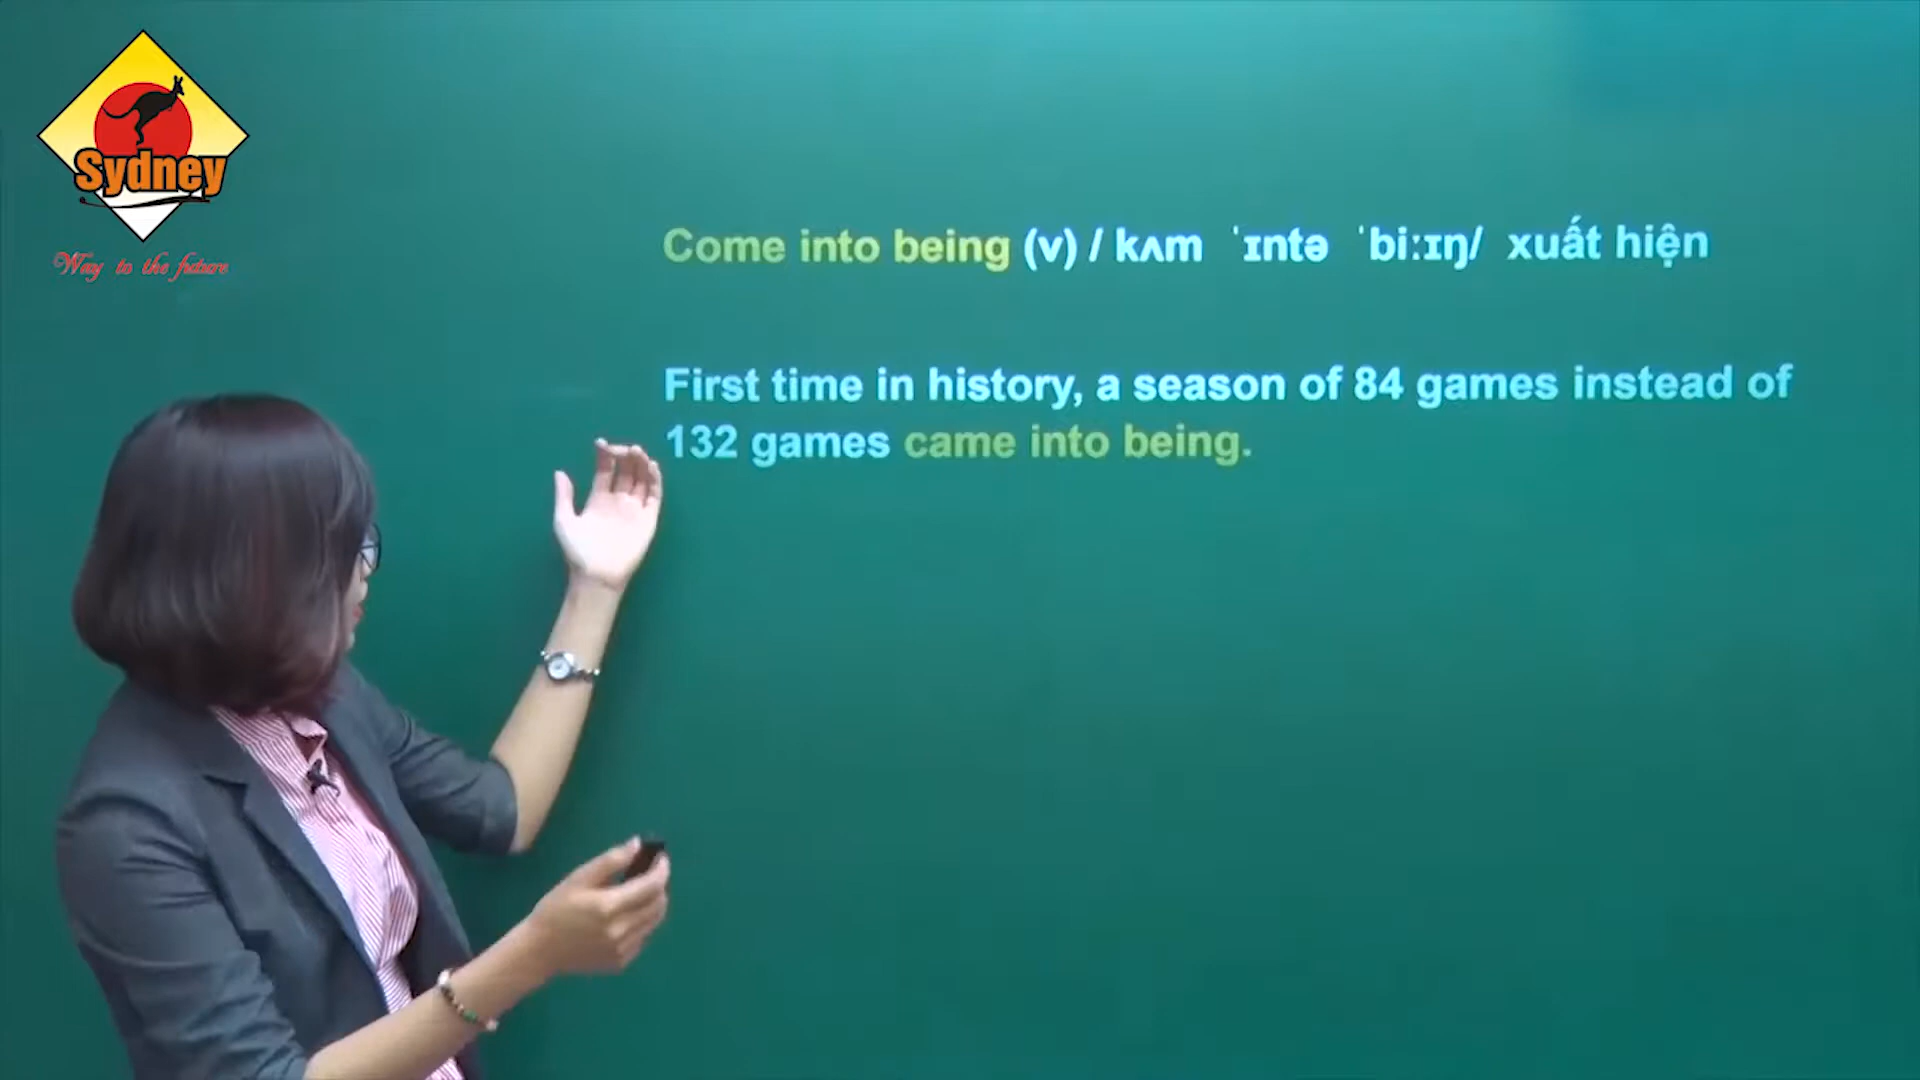 Sydney
Way to the future
Come into being (v) / kʌm ˈɪntə ˈbiːɪŋ/ xuất hiện
First time in history, a season of 84 games instead of
132 games came into being.